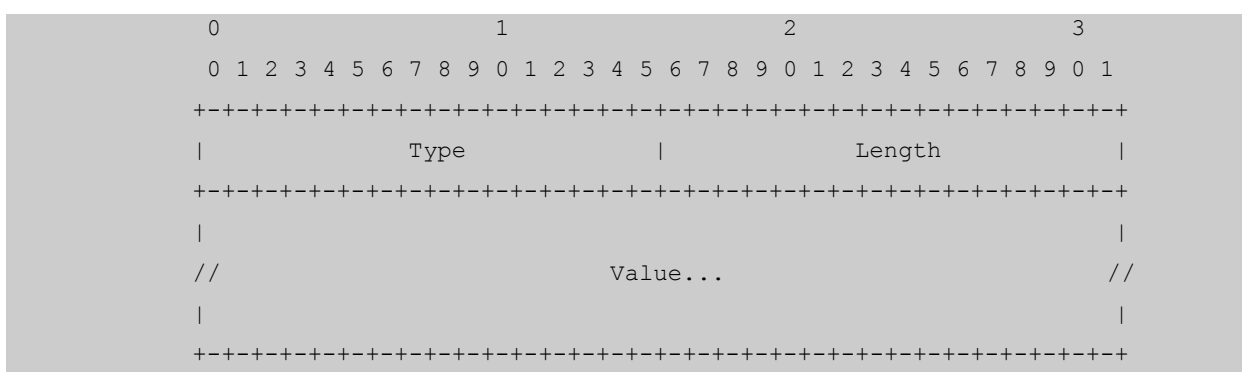 0                   1                   2                   3
0 1 2 3 4 5 6 7 8 9 0 1 2 3 4 5 6 7 8 9 0 1 2 3 4 5 6 7 8 9 0 1
+-+-+-+-+-+-+-+-+-+-+-+-+-+-+-+-+-+-+-+-+-+-+-+-+-+-+-+-+-+-+-+-+
|              Type             |             Length            |
+-+-+-+-+-+-+-+-+-+-+-+-+-+-+-+-+-+-+-+-+-+-+-+-+-+-+-+-+-+-+-+-+
|                                                               |
//                           Value...                          //
|                                                               |
+-+-+-+-+-+-+-+-+-+-+-+-+-+-+-+-+-+-+-+-+-+-+-+-+-+-+-+-+-+-+-+-+